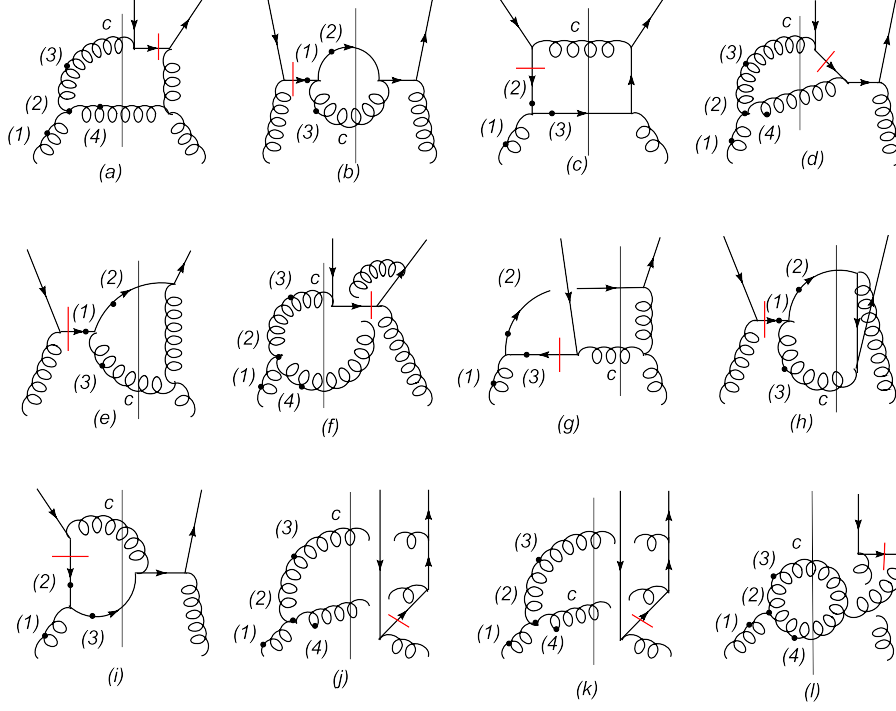 c
(3)
(2)
(1)
(4)
(a)
(1)
(2)
(3)
c
(b)
c
(2)
(1)
(3)
(c)
c
(3)
(2)
(4)
(1)
(d)
(2)
(1)
(3)
c
(e)
(3)
c
(2)
(1)
(4)
(f)
(2)
(1)
(3)
c
(g)
(2)
(1)
(3)
c
(h)
c
(2)
(1)
(3)
(i)
c
(3)
(2)
(1)
(4)
(j)
c
(3)
c
(2)
(1)
(4)
(k)
c
(3)
(2)
(1)
(4)
(l)